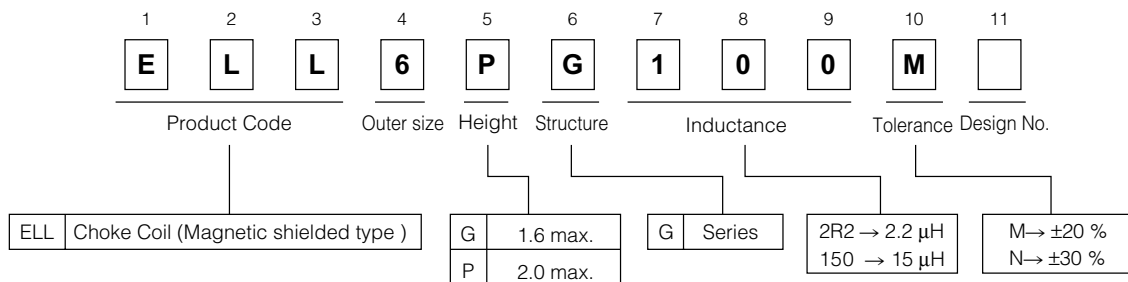 1 2 3 4 5 6 7 8 9 10 11
E L L 6 P G 1 0 0 M
Product Code Outer size Height Structure Inductance Tolerance Design No.
ELL Choke Coil (Magnetic shielded type )
G 1.6 max.
P 2.0 max.
G Series
2R2 → 2.2 μH
150 → 15 μH
M→ ±20 %
N→ ±30 %